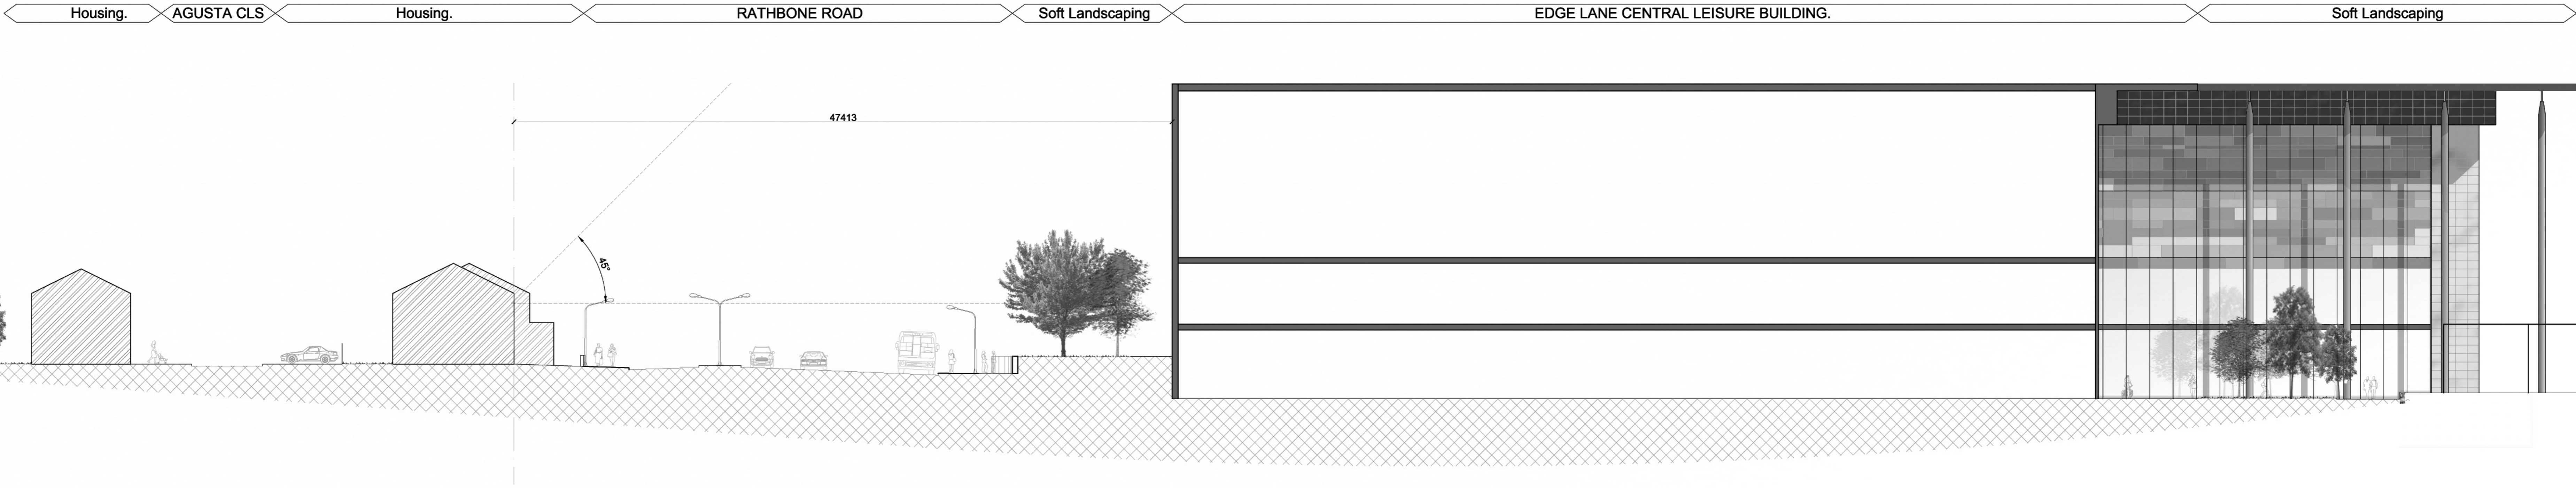 Housing.
AGUSTA CLS
Housing.
RATHBONE ROAD
Soft Landscaping
EDGE LANE CENTRAL LEISURE BUILDING.
Soft Landscaping
47413
45°